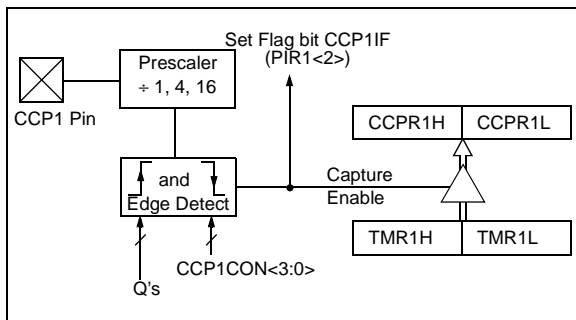 Set Flag bit CCP1IF
(PIR1<2>)
Prescaler
÷ 1, 4, 16
CCP1 Pin
CCPR1H CCPR1L
and
Edge Detect
Capture
Enable
TMR1H TMR1L
CCP1CON<3:0>
Q's